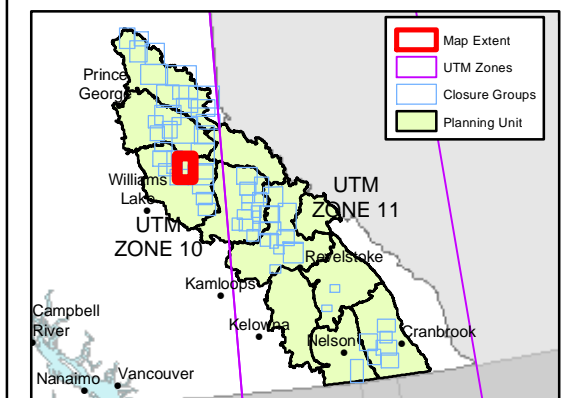 Map Extent
UTM Zones
Closure Groups
Planning Unit
Prince
George
Williams
Lake
UTM
ZONE 10
UTM
ZONE 11
Revelstoke
Kamloops
Campbell
River
Kelowna
Nelson
Cranbrook
Nanaimo
Vancouver